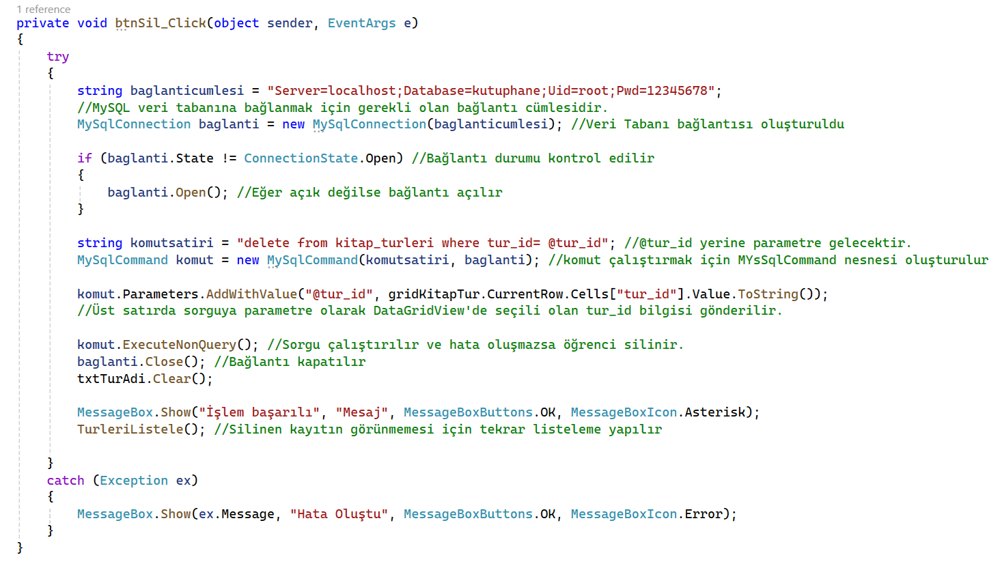 1 reference
private void btnSil_Click(object sender, EventArgs e)
{
try
{
string baglanticumlesi = "Server=localhost;Database=kutuphane;Uid=root;Pwd=12345678";
//MySQL veri tabanına bağlanmak için gerekli olan bağlantı cümlesidir.
MySqlConnection baglanti = new MySqlConnection(baglanticumlesi); //Veri Tabanı bağlantısı oluşturuldu
if (baglanti.State != ConnectionState.Open) //Bağlantı durumu kontrol edilir
{
baglanti.Open(); //Eğer açık değilse bağlantı açılır
}
string komutsatiri = "delete from kitap_turleri where tur_id= @tur_id"; //@tur_id yerine parametre gelecektir.
MySqlCommand komut = new MySqlCommand(komutsatiri, baglanti); //komut çalıştırmak için MYsSqlCommand nesnesi oluşturulur
komut.Parameters.AddWithValue("@tur_id", gridKitapTur.CurrentRow.Cells["tur_id"].Value.ToString());
//Üst satırda sorguya parametre olarak DataGridView'de seçili olan tur_id bilgisi gönderilir.
komut.ExecuteNonQuery(); //Sorgu çalıştırılır ve hata oluşmazsa öğrenci silinir.
baglanti.Close(); //Bağlantı kapatılır
txtTurAdi.Clear();
MessageBox.Show("İşlem başarılı", "Mesaj", MessageBoxButtons.OK, MessageBoxIcon.Asterisk);
TurleriListele(); //Silinen kayıtın görünmemesi için tekrar listeleme yapılır
}
catch (Exception ex)
{
MessageBox.Show(ex.Message, "Hata Oluştu", MessageBoxButtons.OK, MessageBoxIcon.Error);
}
}